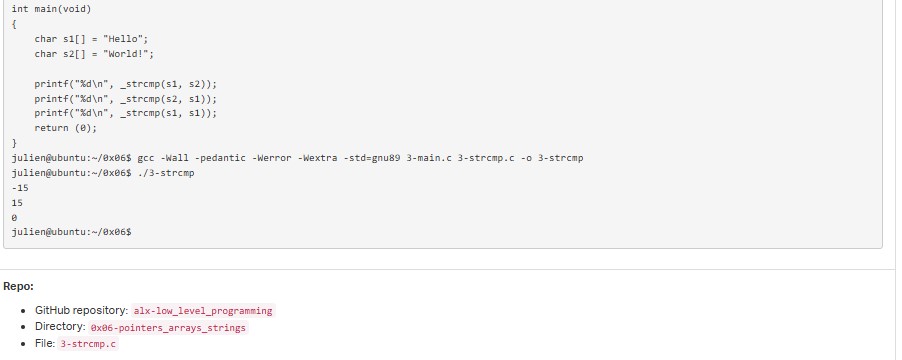 int main(void)
{
    char s1[] = "Hello";
    char s2[] = "World!";

    printf("%d\n", _strcmp(s1, s2));
    printf("%d\n", _strcmp(s2, s1));
    printf("%d\n", _strcmp(s1, s1));
    return (0);
}
julien@ubuntu:~/0x06$ gcc -Wall -pedantic -Werror -Wextra -std=gnu89 3-main.c 3-strcmp.c -o 3-strcmp
julien@ubuntu:~/0x06$ ./3-strcmp
-15
15
0
julien@ubuntu:~/0x06$
Repo:
• GitHub repository: alx-low_level_programming
• Directory: 0x06-pointers_arrays_strings
• File: 3-strcmp.c